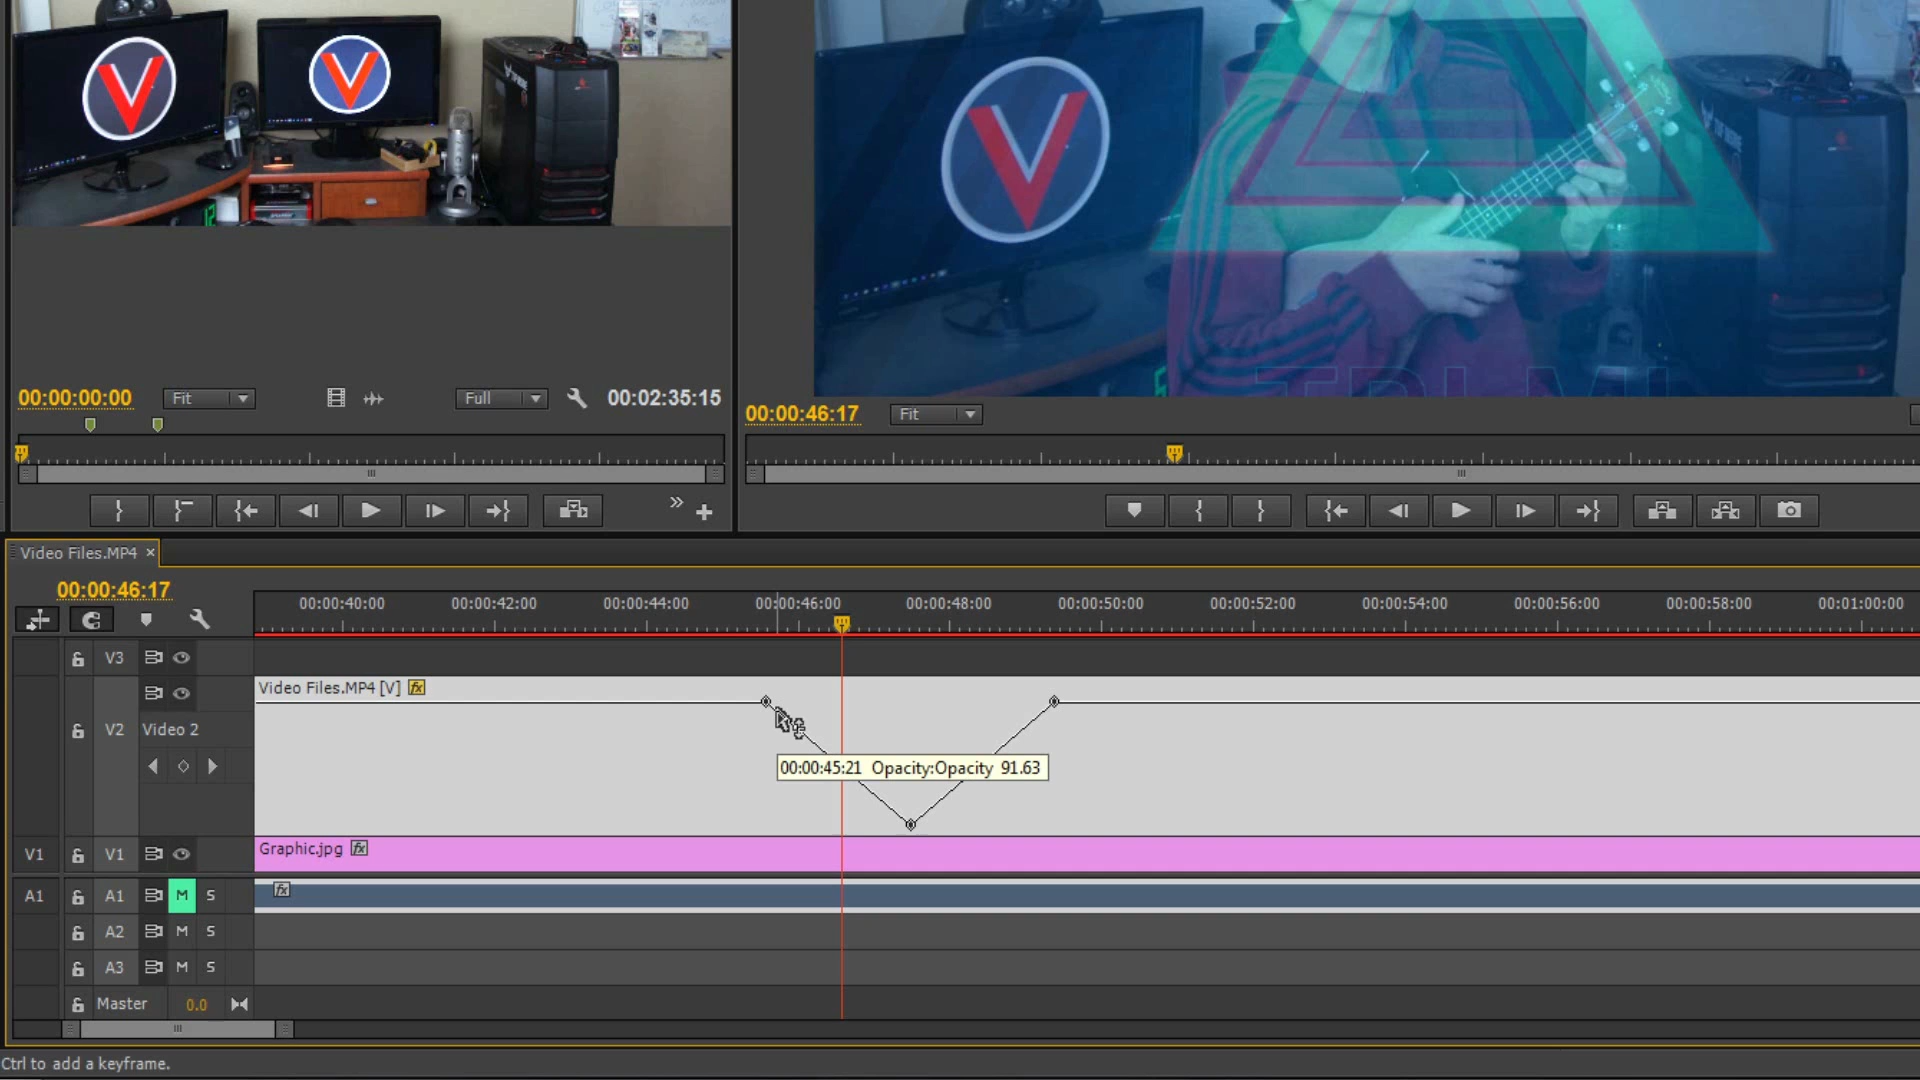 V
V
V
00:00:00:00
Fit
Full
00:02:35:15
00:00:46:17
Fit
Video Files.MP4 ×
00:00:46:17
00:00:40:00
00:00:42:00
00:00:44:00
00:00:46:00
00:00:48:00
00:00:50:00
00:00:52:00
00:00:54:00
00:00:56:00
00:00:58:00
00:01:00:00
V3
Video Files.MP4 [V] fx
V2
Video 2
00:00:45:21 Opacity:Opacity 91.63
V1
V1
Graphic.jpg fx
A1
A1
M
S
fx
A2
M
S
A3
M
S
Master
0.0
Ctrl to add a keyframe.